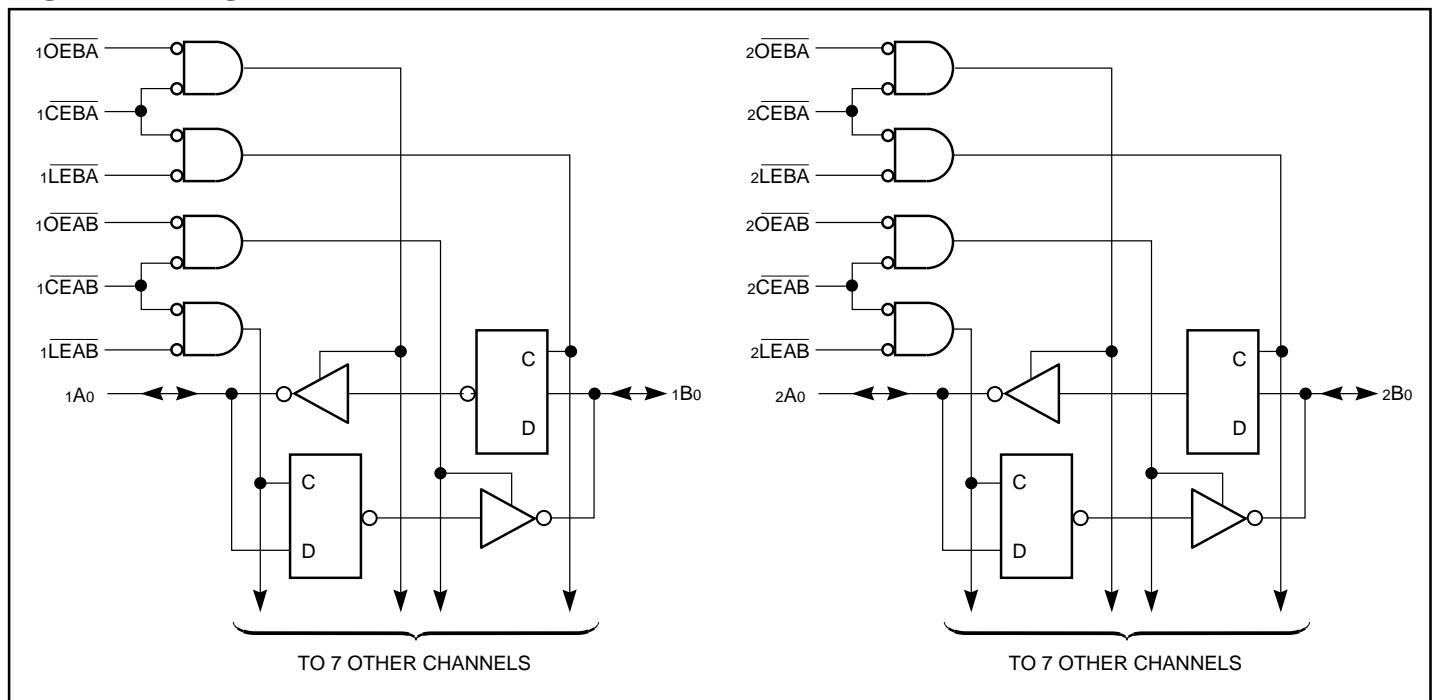 1OEBA
1CEBA
1LEBA
1OEAB
1CEAB
1LEAB
1A0
C
D
1B0
C
D
TO 7 OTHER CHANNELS
2OEBA
2CEBA
2LEBA
2OEAB
2CEAB
2LEAB
2A0
C
D
2B0
C
D
TO 7 OTHER CHANNELS